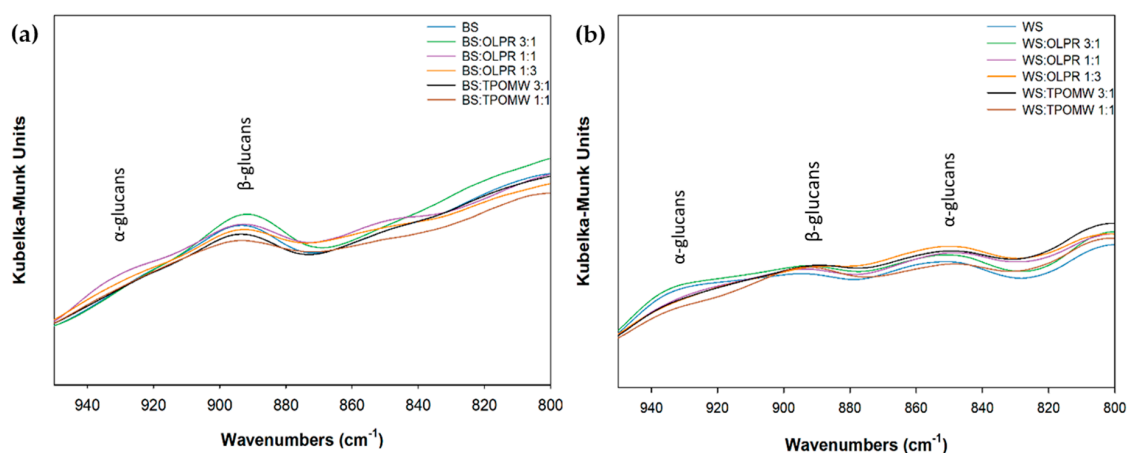 (a)
BS
BS:OLPR 3:1
BS:OLPR 1:1
BS:OLPR 1:3
BS:TPOMW 3:1
BS:TPOMW 1:1
Kubelka-Munk Units
α-glucans
β-glucans
940 920 900 880 860 840 820 800
Wavenumbers (cm⁻¹)
(b)
WS
WS:OLPR 3:1
WS:OLPR 1:1
WS:OLPR 1:3
WS:TPOMW 3:1
WS:TPOMW 1:1
Kubelka-Munk Units
α-glucans
β-glucans
α-glucans
940 920 900 880 860 840 820 800
Wavenumbers (cm⁻¹)